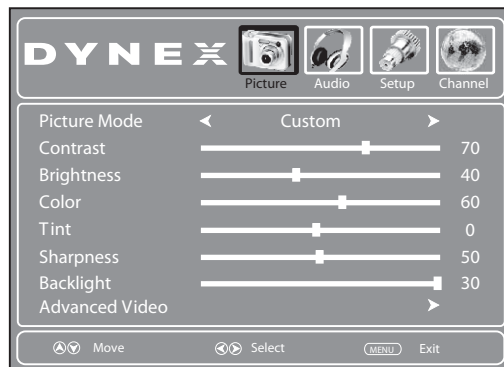 DYNEX
Picture Audio Setup Channel
Picture Mode Custom
Contrast 70
Brightness 40
Color 60
Tint 0
Sharpness 50
Backlight 30
Advanced Video
Move Select MENU Exit